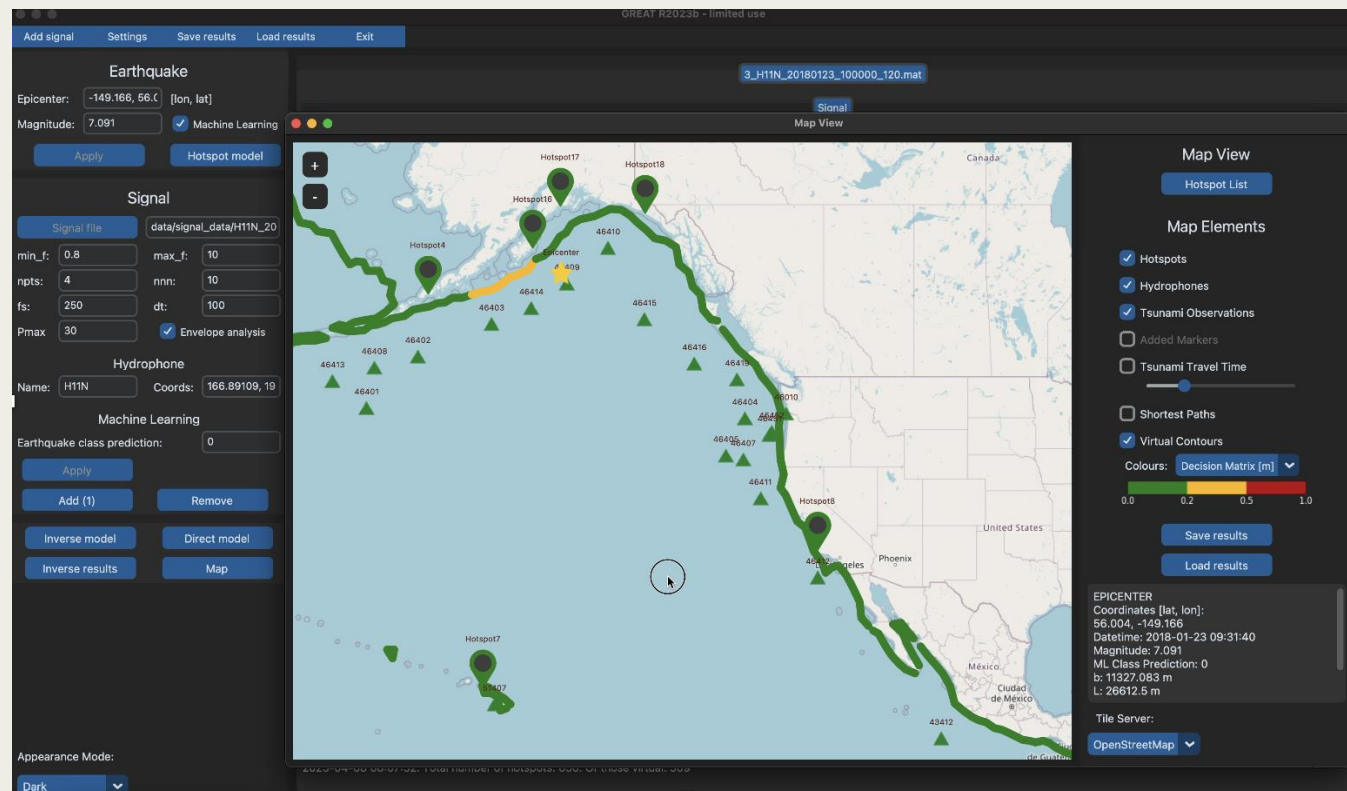 GREAT R2023b - limited use
Add signal Settings Save results Load results Exit
Earthquake
Epicenter: -149.166, 56.( [lon, lat]
Magnitude: 7.091 Machine Learning
Apply Hotspot model
Signal
Signal file data/signal_data/H11N_20
min_f: 0.8 max_f: 10
npts: 4 nnn: 10
fs: 250 dt: 100
Pmax 30 Envelope analysis
Hydrophone
Name: H11N Coords: 166.89109, 19
Machine Learning
Earthquake class prediction: 0
Apply
Add (1) Remove
Inverse model Direct model
Inverse results Map
Appearance Mode:
Dark
3_H11N_20180123_100000_120.mat
Signal
Map View
+
-
Hotspot17
Hotspot18
Canada
Hotspot16
46410
Hotspot4
Epicenter
46414
46403
46415
46402
46408
46413
46416
46419
46401
46404
46407
46411
Hotspot8
United States
Phoenix
Hotspot7
51407
México
Ciudad
de México
43412
Map View
Hotspot List
Map Elements
Hotspots
Hydrophones
Tsunami Observations
Added Markers
Tsunami Travel Time
Shortest Paths
Virtual Contours
Colours: Decision Matrix [m]
0.0 0.2 0.5 1.0
Save results
Load results
EPICENTER
Coordinates [lat, lon]:
56.004, -149.166
Datetime: 2018-01-23 09:31:40
Magnitude: 7.091
ML Class Prediction: 0
b: 11327.083 m
L: 26612.5 m
Tile Server:
OpenStreetMap